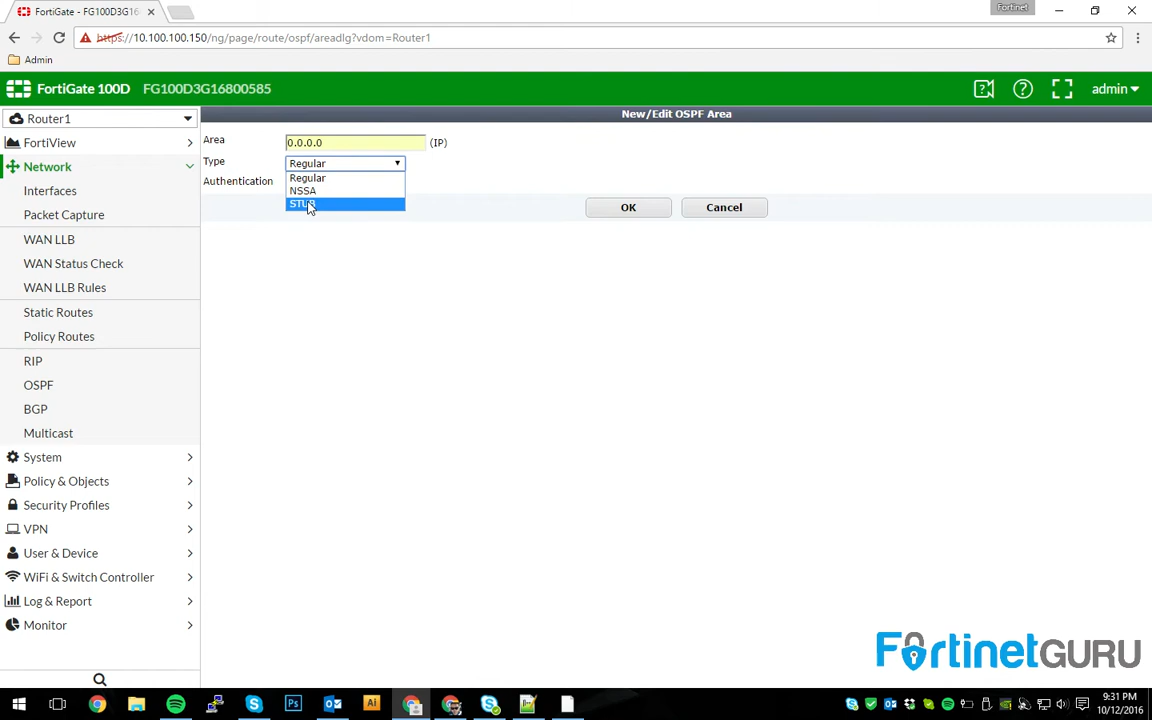 FortiGate - FG100D3G16
Fortinet
https://10.100.100.150/ng/page/route/ospf/areadlg?vdom=Router1
Admin
FortiGate 100D FG100D3G16800585
admin
Router1
New/Edit OSPF Area
FortiView
Network
Interfaces
Packet Capture
WAN LLB
WAN Status Check
WAN LLB Rules
Static Routes
Policy Routes
RIP
OSPF
BGP
Multicast
System
Policy & Objects
Security Profiles
VPN
User & Device
WiFi & Switch Controller
Log & Report
Monitor
Area 0.0.0.0 (IP)
Type Regular
Regular
Authentication
NSSA
STUB
OK Cancel
FortinetGURU
9:31 PM
10/12/2016